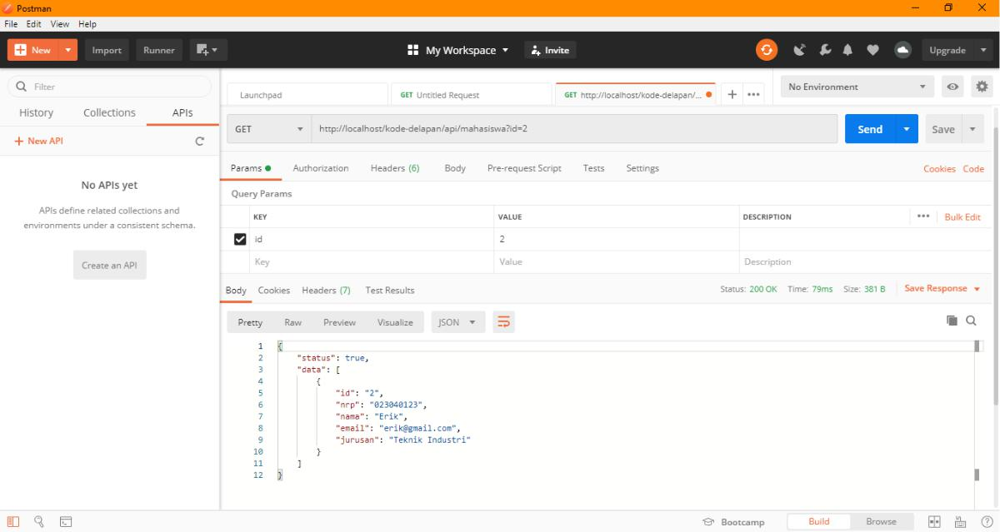 Postman
File Edit View Help
New Import Runner My Workspace Invite Upgrade
Filter
History Collections APIs
+ New API
No APIs yet
APIs define related collections and
environments under a consistent schema.
Create an API
Launchpad GET Untitled Request GET http://localhost/kode-delapan/... + ••• No Environment
GET http://localhost/kode-delapan/api/mahasiswa?id=2 Send Save
Params Authorization Headers (6) Body Pre-request Script Tests Settings Cookies Code
Query Params
KEY VALUE DESCRIPTION ••• Bulk Edit
id 2
Key Value Description
Body Cookies Headers (7) Test Results Status: 200 OK Time: 79ms Size: 381 B Save Response
Pretty Raw Preview Visualize JSON
1 {
2 "status": true,
3 "data": [
4 {
5 "id": "2",
6 "nrp": "023040123",
7 "nama": "Erik",
8 "email": "erik@gmail.com",
9 "jurusan": "Teknik Industri"
10 }
11 ]
12 }
Bootcamp Build Browse